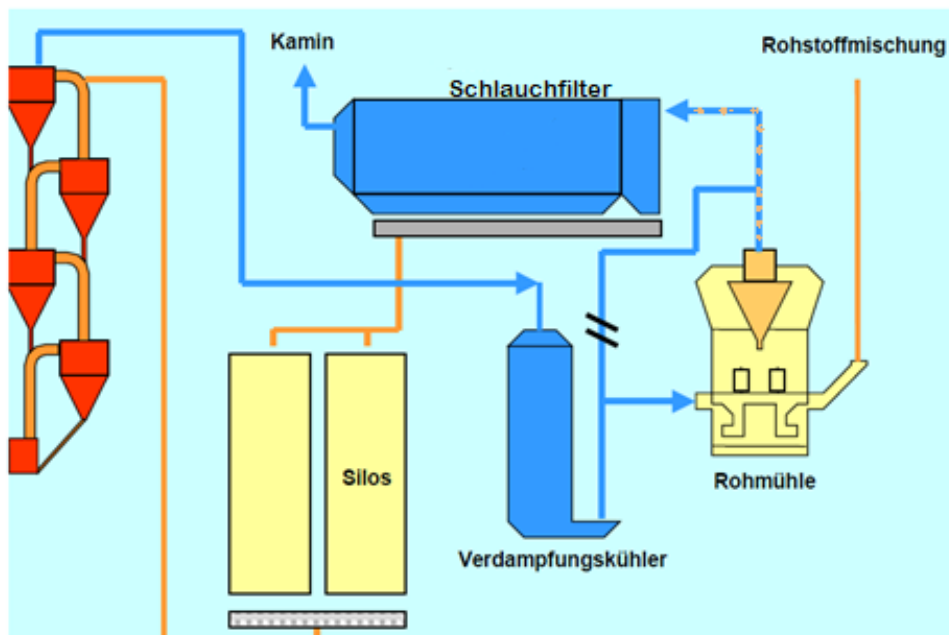 Kamin
Rohstoffmischung
Schlauchfilter
Silos
Rohmühle
Verdampfungskühler